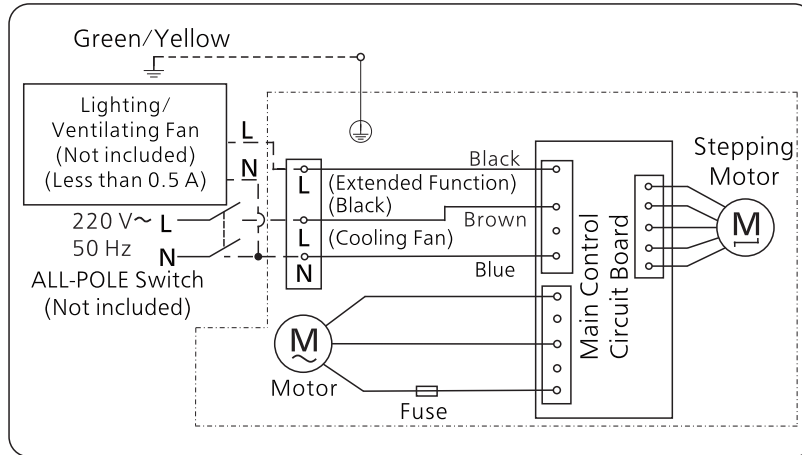 Green/Yellow
Lighting/
Ventilating Fan
(Not included)
(Less than 0.5 A)
L
N
220 V~ L
50 Hz
N
ALL-POLE Switch
(Not included)
L
(Extended Function)
(Black)
L
(Cooling Fan)
N
Black
Brown
Blue
Main Control
Circuit Board
Stepping
Motor
M
M
~
Motor
Fuse